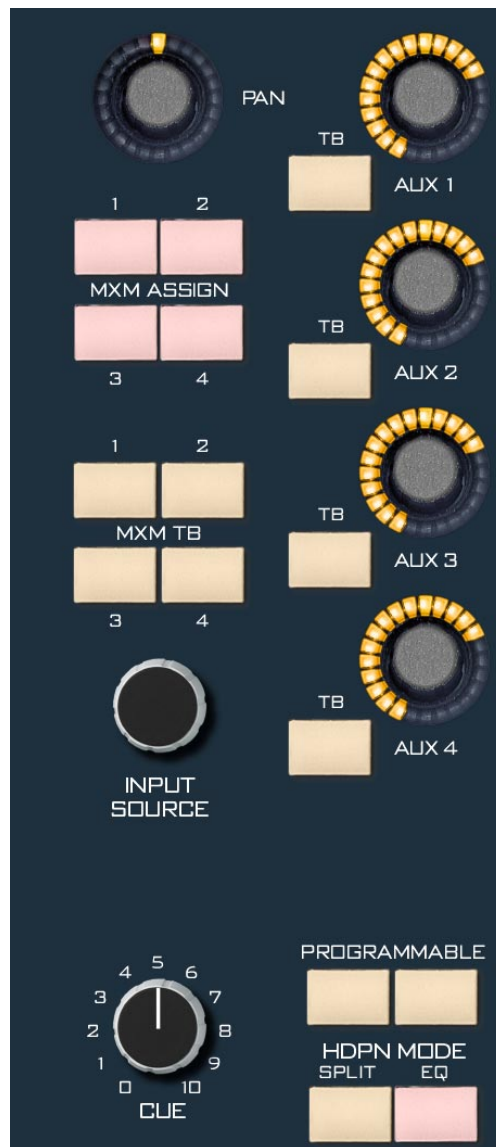 PAN
TB
AUX 1
1 2
MXM ASSIGN
3 4
TB
AUX 2
1 2
MXM TB
3 4
TB
AUX 3
INPUT
SOURCE
TB
AUX 4
PROGRAMMABLE
HDPN MODE
SPLIT EQ
0 1 2 3 4 5 6 7 8 9 10
CUE